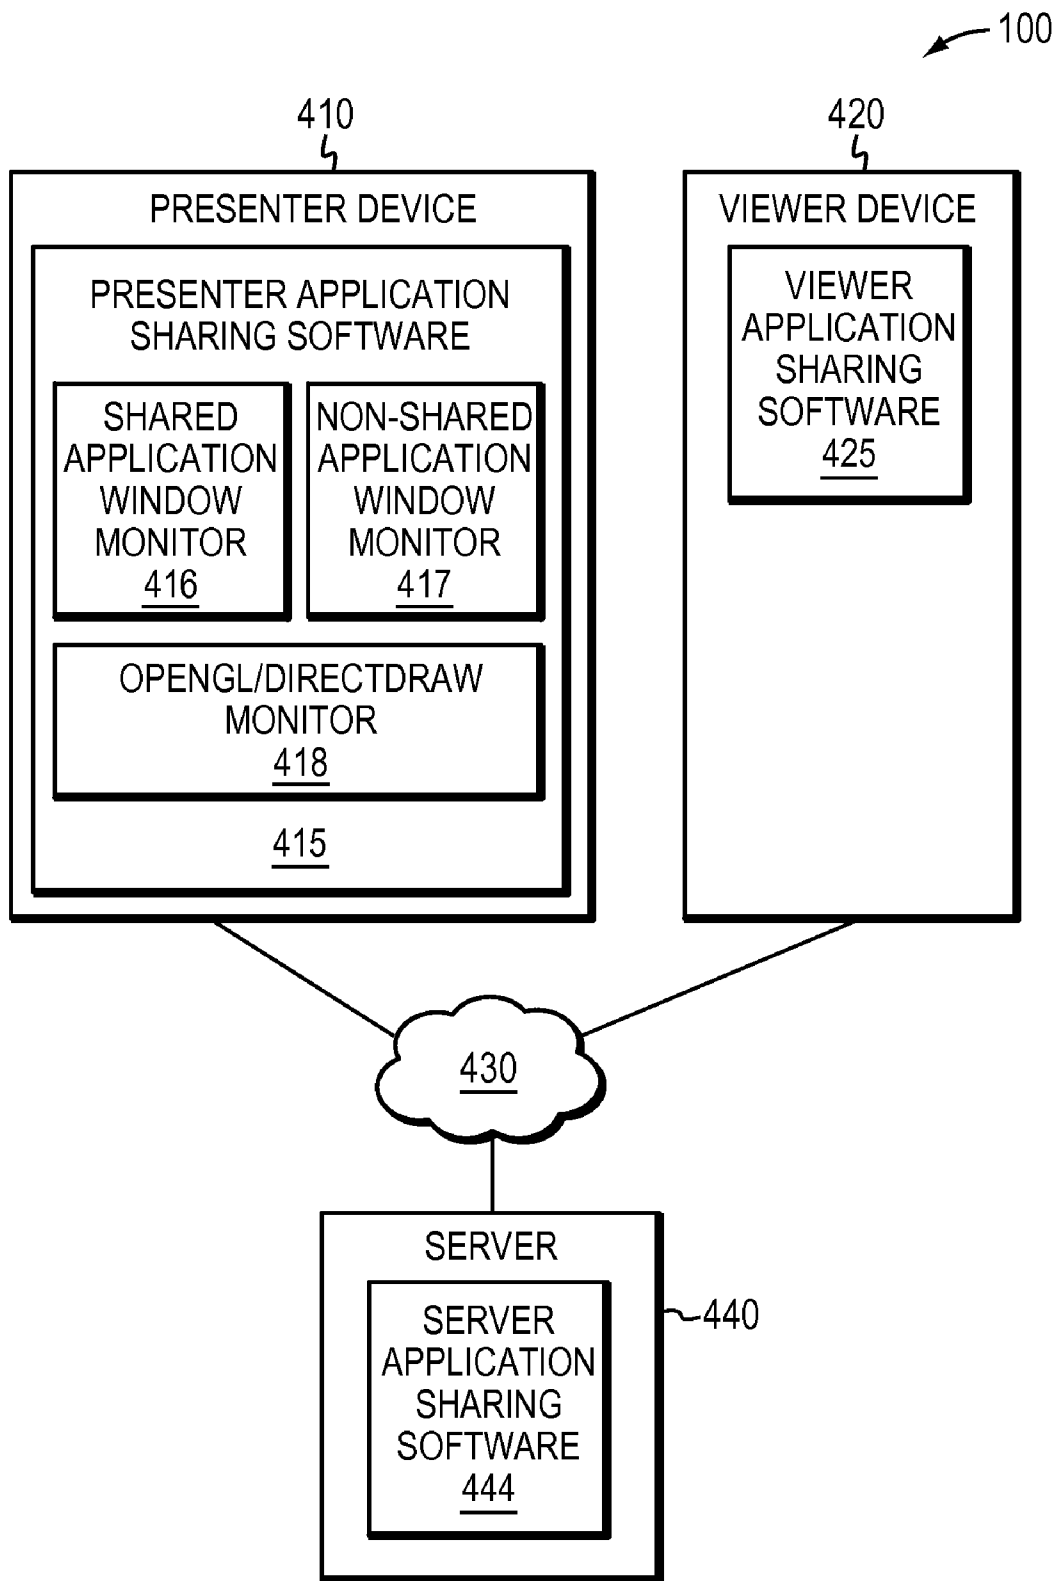 100
410
420
PRESENTER DEVICE
PRESENTER APPLICATION
SHARING SOFTWARE
SHARED
APPLICATION
WINDOW
MONITOR
416
NON-SHARED
APPLICATION
WINDOW
MONITOR
417
OPENGL/DIRECTDRAW
MONITOR
418
415
VIEWER DEVICE
VIEWER
APPLICATION
SHARING
SOFTWARE
425
430
SERVER
SERVER
APPLICATION
SHARING
SOFTWARE
444
440